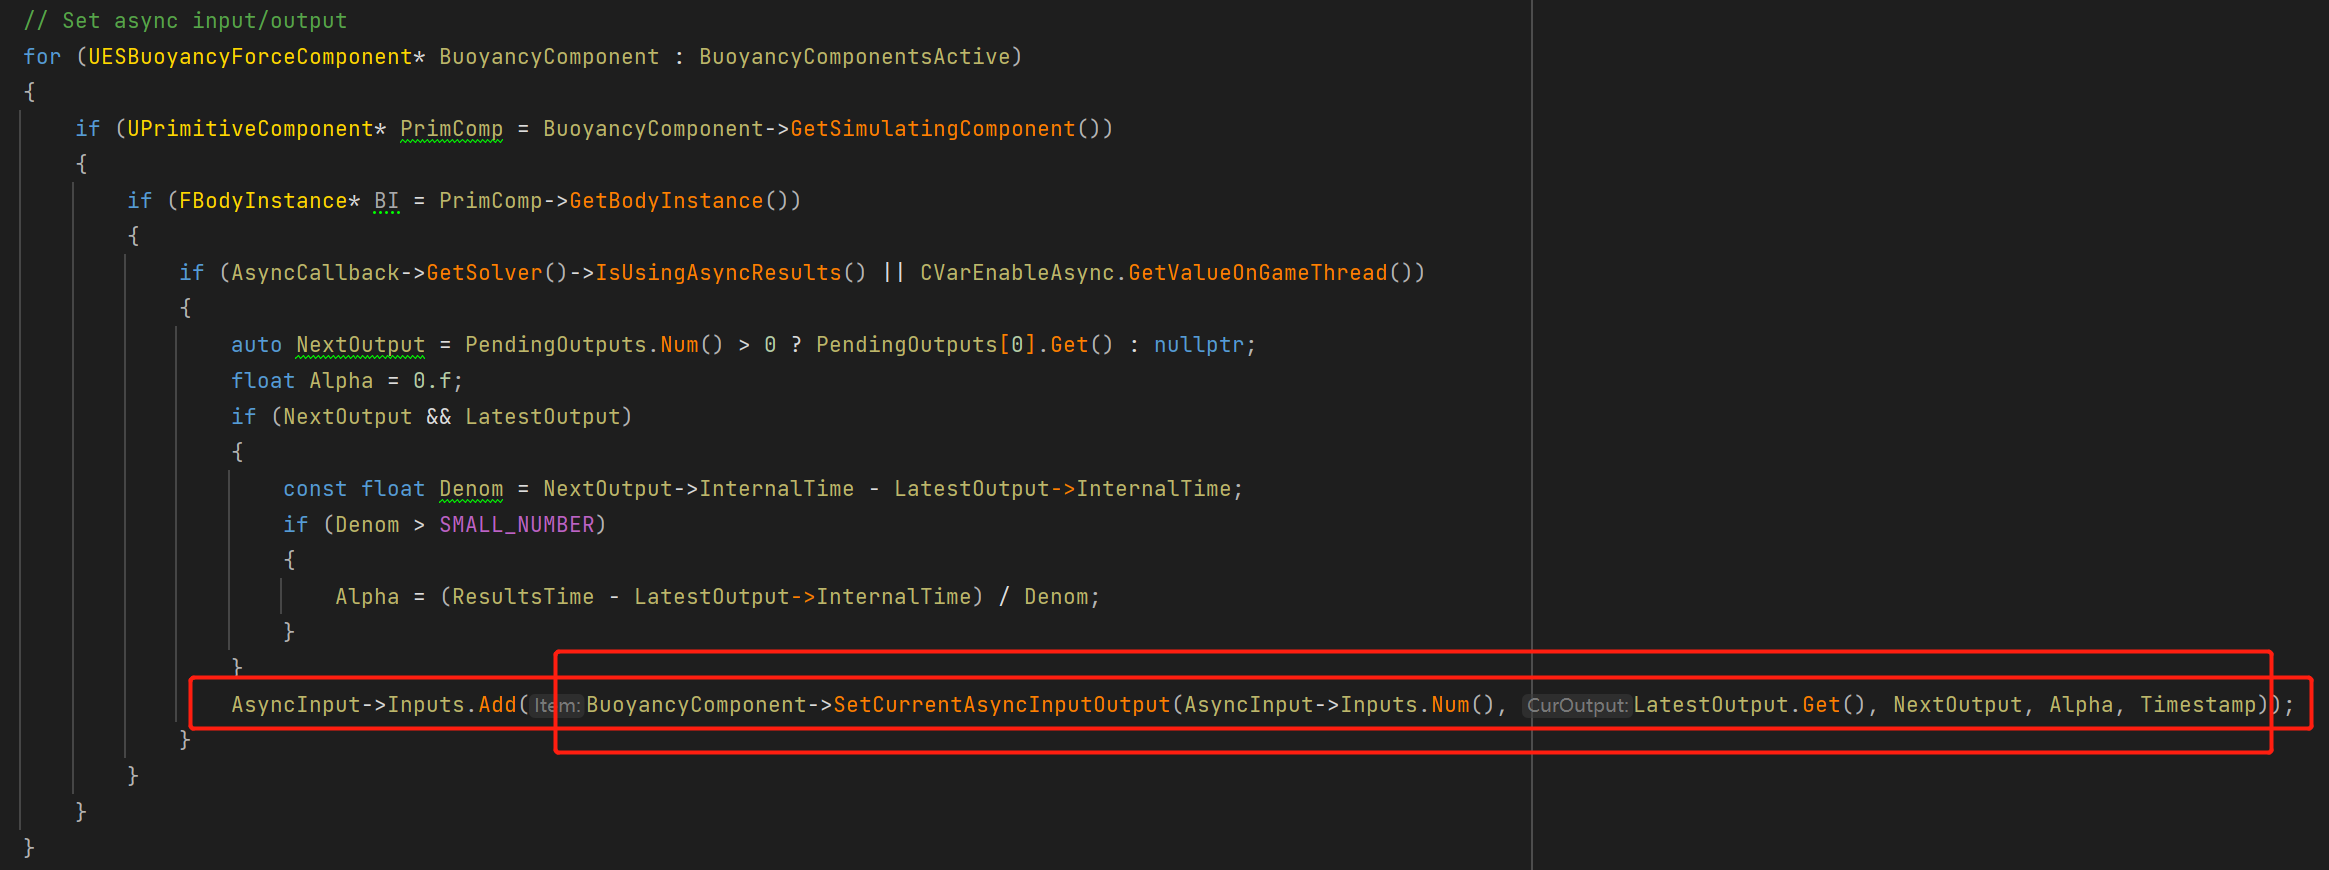 // Set async input/output
for (UESBuoyancyForceComponent* BuoyancyComponent : BuoyancyComponentsActive)
{
    if (UPrimitiveComponent* PrimComp = BuoyancyComponent->GetSimulatingComponent())
    {
        if (FBodyInstance* BI = PrimComp->GetBodyInstance())
        {
            if (AsyncCallback->GetSolver()->IsUsingAsyncResults() || CVarEnableAsync.GetValueOnGameThread())
            {
                auto NextOutput = PendingOutputs.Num() > 0 ? PendingOutputs[0].Get() : nullptr;
                float Alpha = 0.f;
                if (NextOutput && LatestOutput)
                {
                    const float Denom = NextOutput->InternalTime - LatestOutput->InternalTime;
                    if (Denom > SMALL_NUMBER)
                    {
                        Alpha = (ResultsTime - LatestOutput->InternalTime) / Denom;
                    }
                }
                AsyncInput->Inputs.Add( Item: BuoyancyComponent->SetCurrentAsyncInputOutput(AsyncInput->Inputs.Num(), CurOutput: LatestOutput.Get(), NextOutput, Alpha, Timestamp));
            }
        }
    }
}